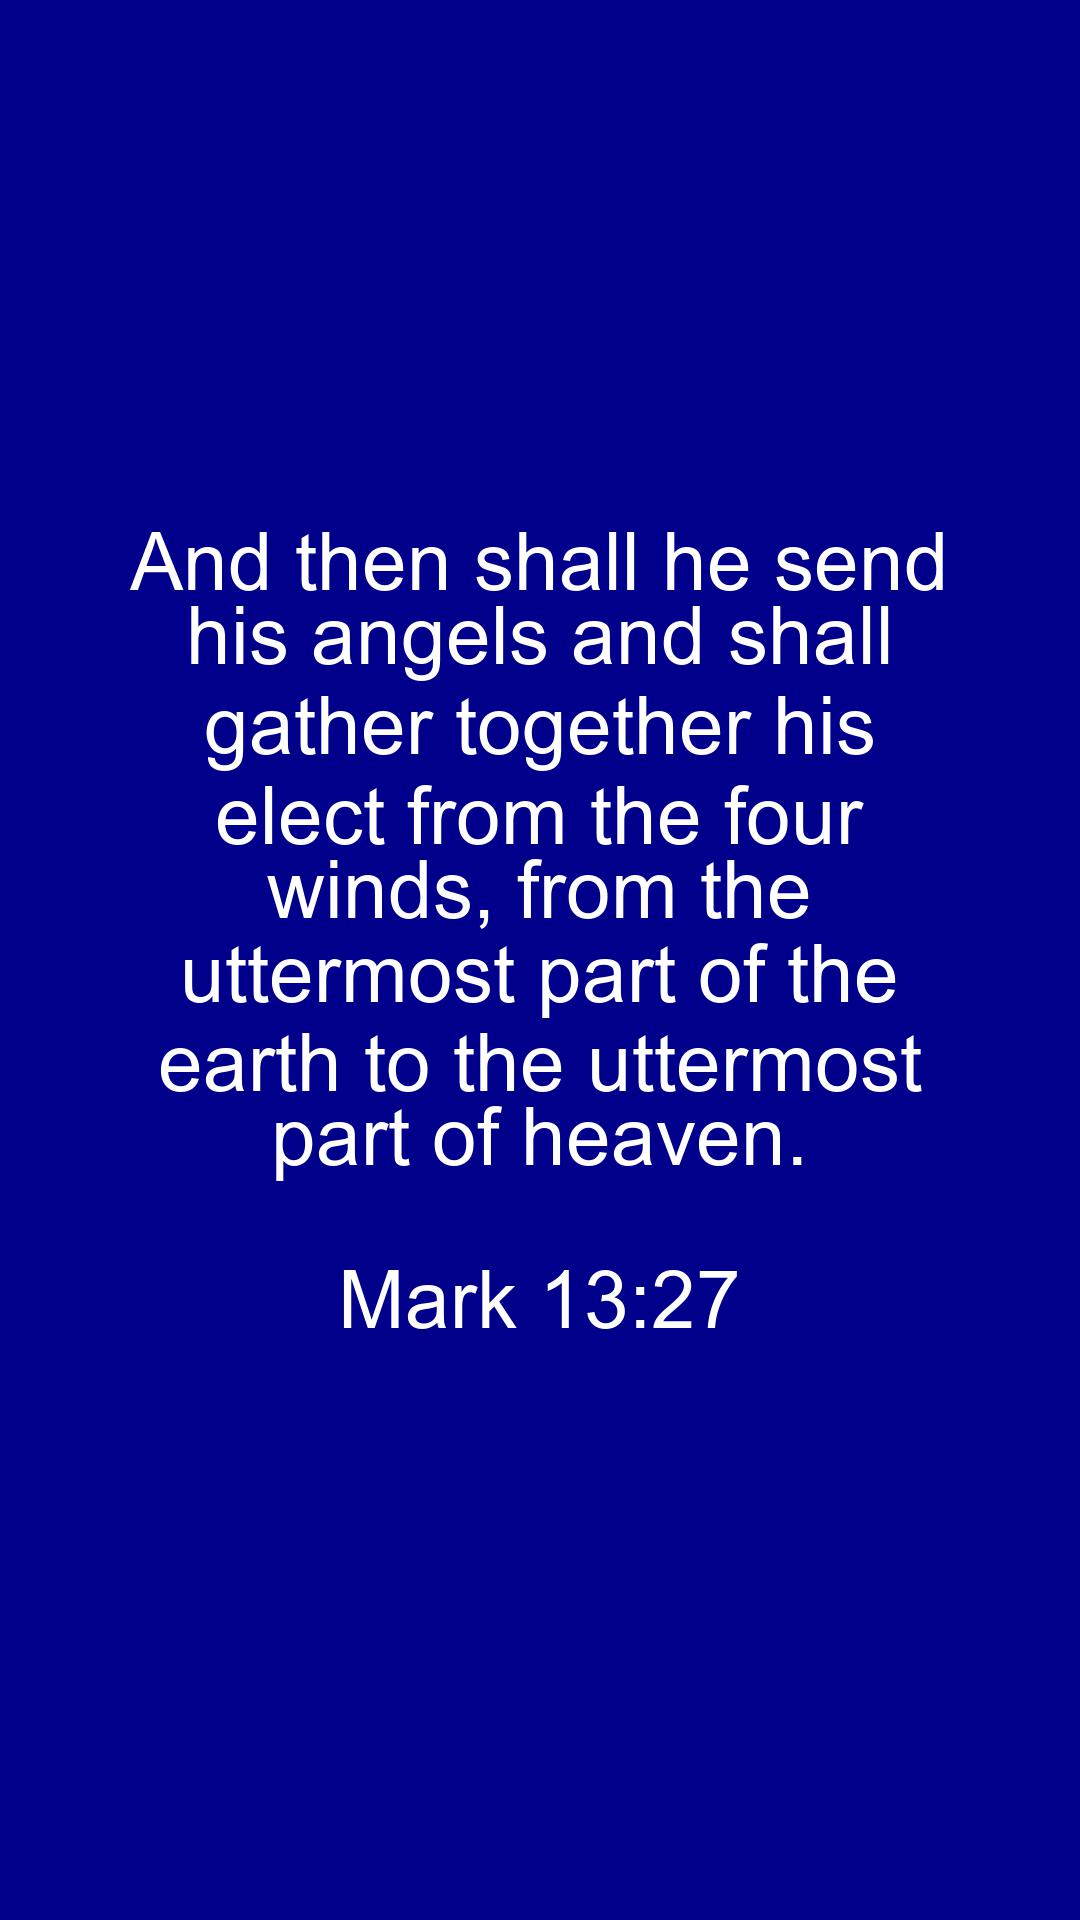 And then shall he send
his angels and shall
gather together his
elect from the four
winds, from the
uttermost part of the
earth to the uttermost
part of heaven.
Mark 13:27